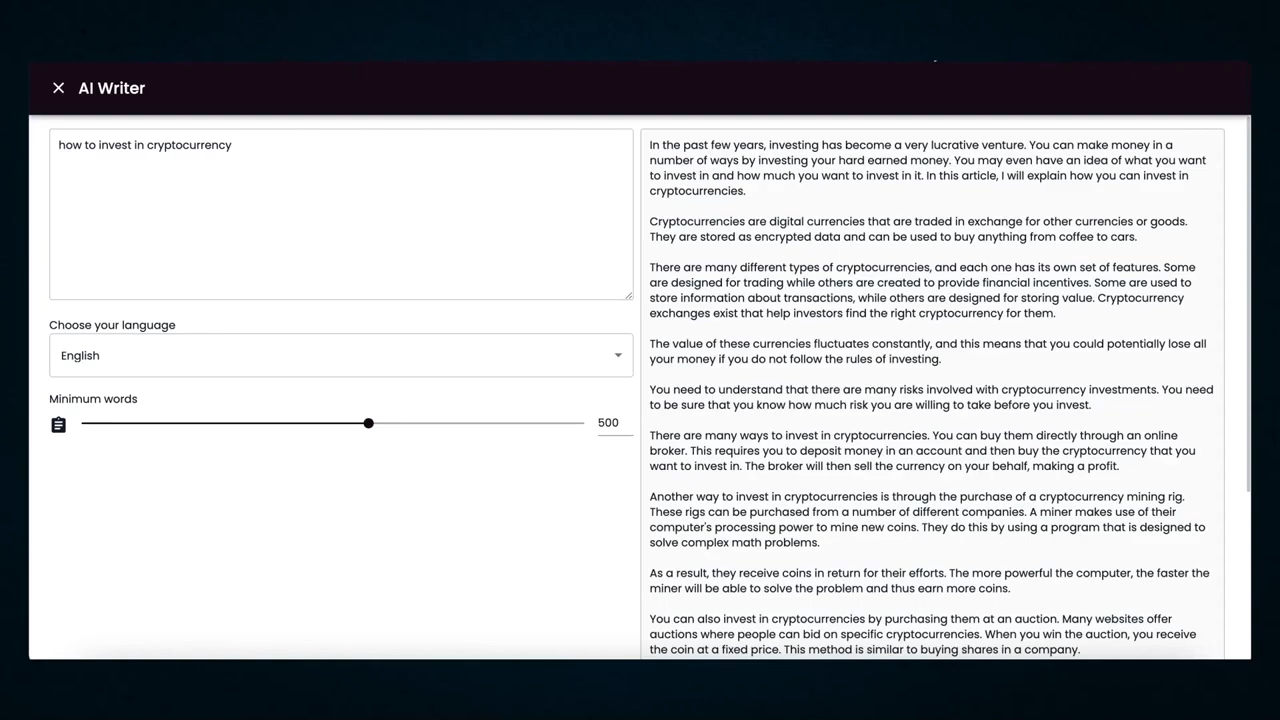 AI Writer
how to invest in cryptocurrency
Choose your language
English
Minimum words
500
In the past few years, investing has become a very lucrative venture. You can make money in a
number of ways by investing your hard earned money. You may even have an idea of what you want
to invest in and how much you want to invest in it. In this article, I will explain how you can invest in
cryptocurrencies.
Cryptocurrencies are digital currencies that are traded in exchange for other currencies or goods.
They are stored as encrypted data and can be used to buy anything from coffee to cars.
There are many different types of cryptocurrencies, and each one has its own set of features. Some
are designed for trading while others are created to provide financial incentives. Some are used to
store information about transactions, while others are designed for storing value. Cryptocurrency
exchanges exist that help investors find the right cryptocurrency for them.
The value of these currencies fluctuates constantly, and this means that you could potentially lose all
your money if you do not follow the rules of investing.
You need to understand that there are many risks involved with cryptocurrency investments. You need
to be sure that you know how much risk you are willing to take before you invest.
There are many ways to invest in cryptocurrencies. You can buy them directly through an online
broker. This requires you to deposit money in an account and then buy the cryptocurrency that you
want to invest in. The broker will then sell the currency on your behalf, making a profit.
Another way to invest in cryptocurrencies is through the purchase of a cryptocurrency mining rig.
These rigs can be purchased from a number of different companies. A miner makes use of their
computer's processing power to mine new coins. They do this by using a program that is designed to
solve complex math problems.
As a result, they receive coins in return for their efforts. The more powerful the computer, the faster the
miner will be able to solve the problem and thus earn more coins.
You can also invest in cryptocurrencies by purchasing them at an auction. Many websites offer
auctions where people can bid on specific cryptocurrencies. When you win the auction, you receive
the coin at a fixed price. This method is similar to buying shares in a company.